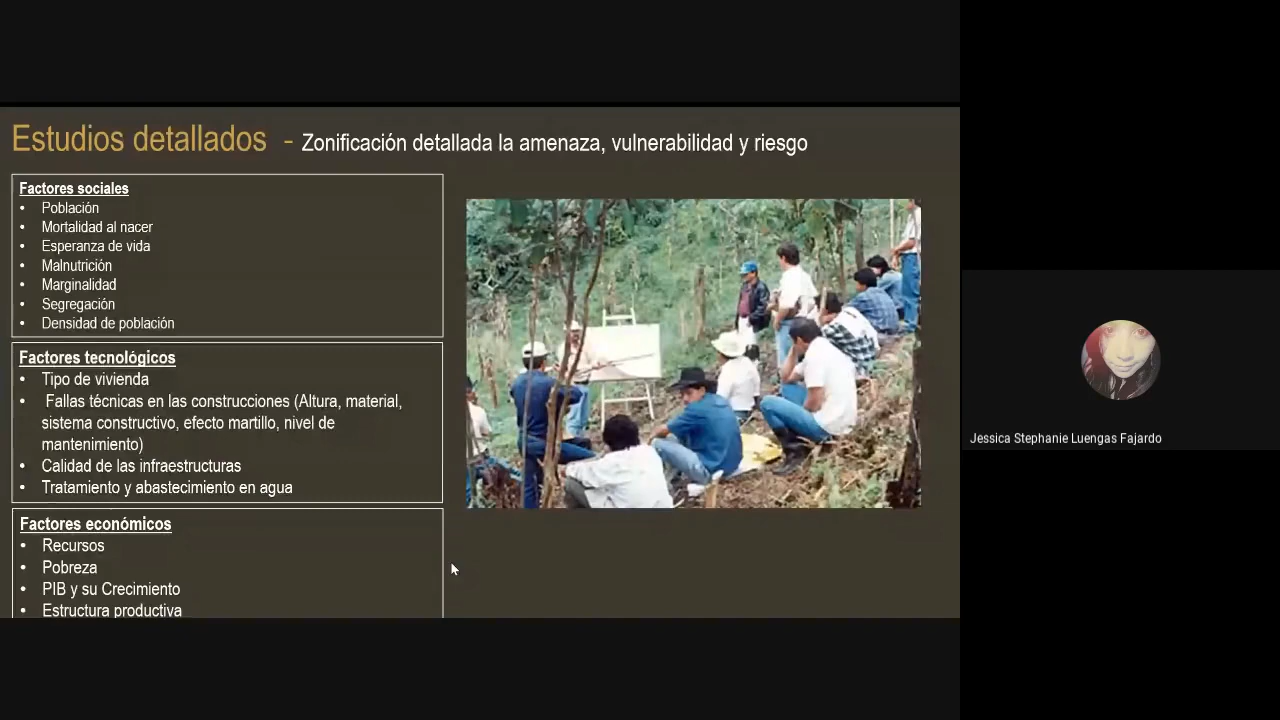 Estudios detallados - Zonificación detallada la amenaza, vulnerabilidad y riesgo
Factores sociales
• Población
• Mortalidad al nacer
• Esperanza de vida
• Malnutrición
• Marginalidad
• Segregación
• Densidad de población
Factores tecnológicos
• Tipo de vivienda
• Fallas técnicas en las construcciones (Altura, material,
sistema constructivo, efecto martillo, nivel de
mantenimiento)
• Calidad de las infraestructuras
• Tratamiento y abastecimiento en agua
Factores económicos
• Recursos
• Pobreza
• PIB y su Crecimiento
• Estructura productiva
Jessica Stephanie Luengas Fajardo